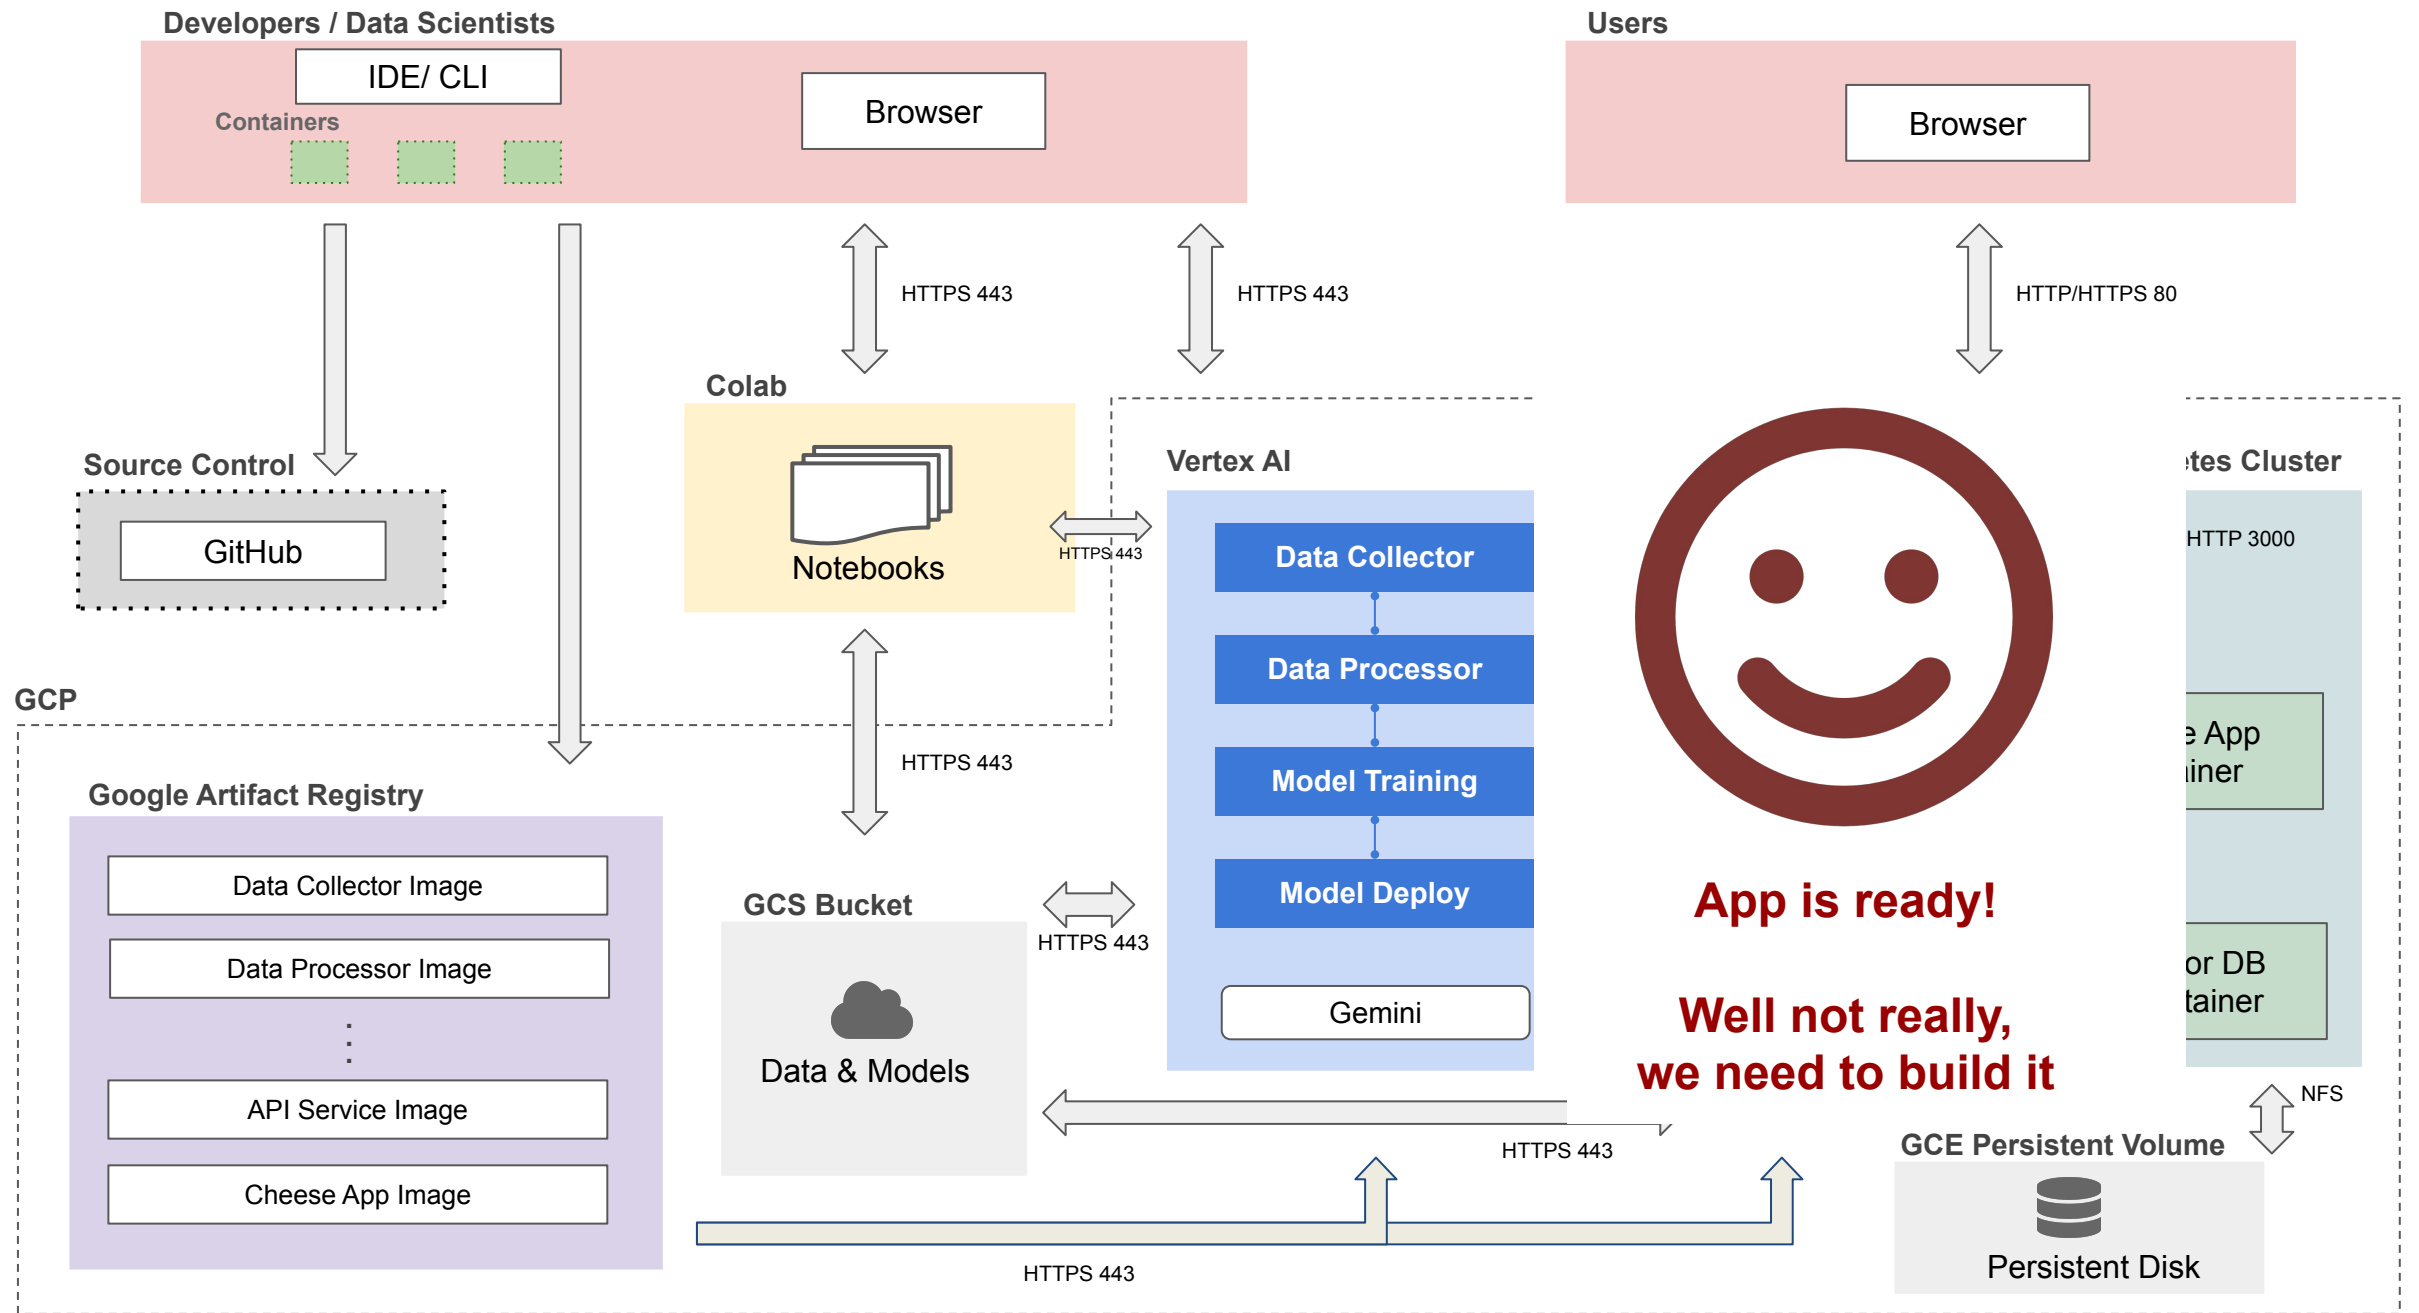 Developers / Data Scientists
Users
IDE/ CLI
Containers
Browser
Browser
HTTPS 443
HTTPS 443
HTTP/HTTPS 80
Colab
Notebooks
Source Control
GitHub
HTTPS 443
Vertex AI
Data Collector
Data Processor
Model Training
Model Deploy
Gemini
Cluster
HTTP 3000
App
DB
GCP
HTTPS 443
Google Artifact Registry
Data Collector Image
Data Processor Image
API Service Image
Cheese App Image
GCS Bucket
Data & Models
HTTPS 443
App is ready!
Well not really,
we need to build it
HTTPS 443
NFS
GCE Persistent Volume
Persistent Disk
HTTPS 443